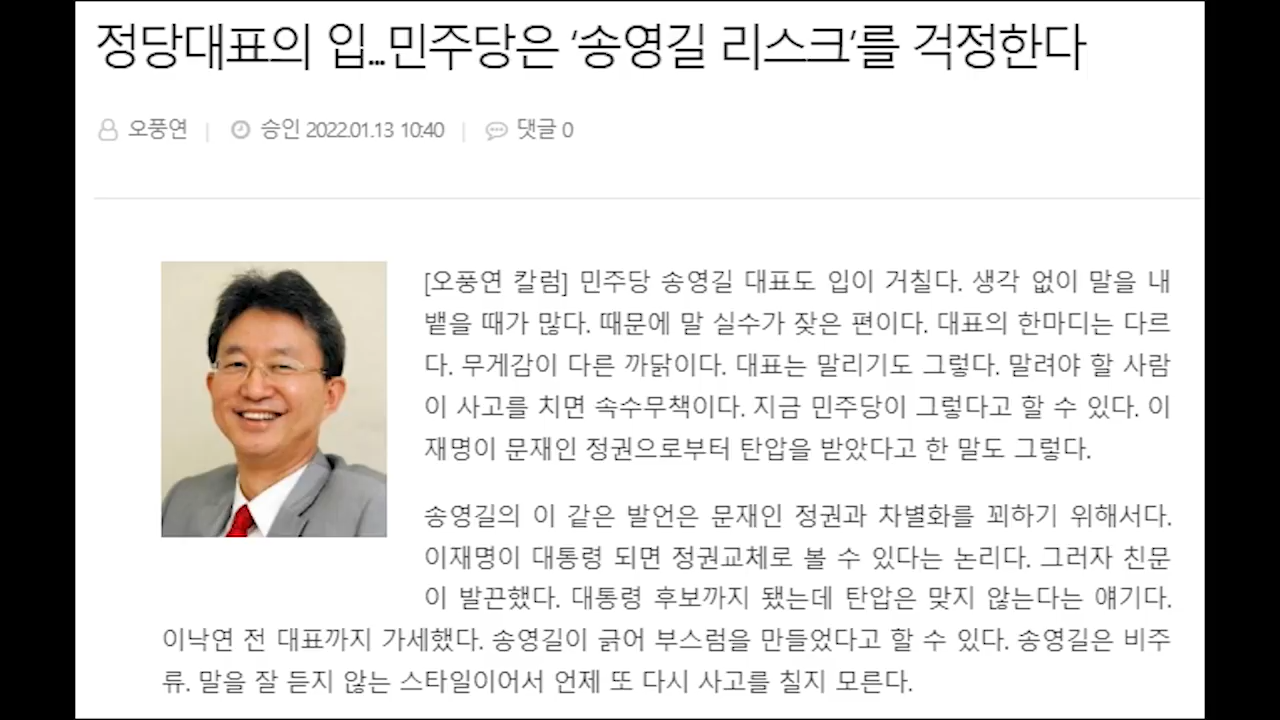 정당대표의 입...민주당은 ‘송영길 리스크’를 걱정한다
오풍연 | 승인 2022.01.13 10:40 | 댓글 0
[오풍연 칼럼] 민주당 송영길 대표도 입이 거칠다. 생각 없이 말을 내
뱉을 때가 많다. 때문에 말 실수가 잦은 편이다. 대표의 한마디는 다르
다. 무게감이 다른 까닭이다. 대표는 말리기도 그렇다. 말려야 할 사람
이 사고를 치면 속수무책이다. 지금 민주당이 그렇다고 할 수 있다. 이
재명이 문재인 정권으로부터 탄압을 받았다고 한 말도 그렇다.
송영길의 이 같은 발언은 문재인 정권과 차별화를 꾀하기 위해서다.
이재명이 대통령 되면 정권교체로 볼 수 있다는 논리다. 그러자 친문
이 발끈했다. 대통령 후보까지 됐는데 탄압은 맞지 않는다는 얘기다.
이낙연 전 대표까지 가세했다. 송영길이 긁어 부스럼을 만들었다고 할 수 있다. 송영길은 비주
류. 말을 잘 듣지 않는 스타일이어서 언제 또 다시 사고를 칠지 모른다.